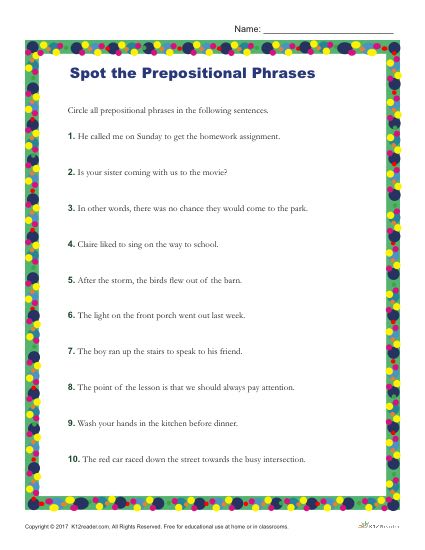 Name:
Spot the Prepositional Phrases
Circle all prepositional phrases in the following sentences.
1. He called me on Sunday to get the homework assignment.
2. Is your sister coming with us to the movie?
3. In other words, there was no chance they would come to the park.
4. Claire liked to sing on the way to school.
5. After the storm, the birds flew out of the barn.
6. The light on the front porch went out last week.
7. The boy ran up the stairs to speak to his friend.
8. The point of the lesson is that we should always pay attention.
9. Wash your hands in the kitchen before dinner.
10. The red car raced down the street towards the busy intersection.
Copyright © 2017 K12reader.com. All Rights Reserved. Free for educational use at home or in classrooms.
K12Reader